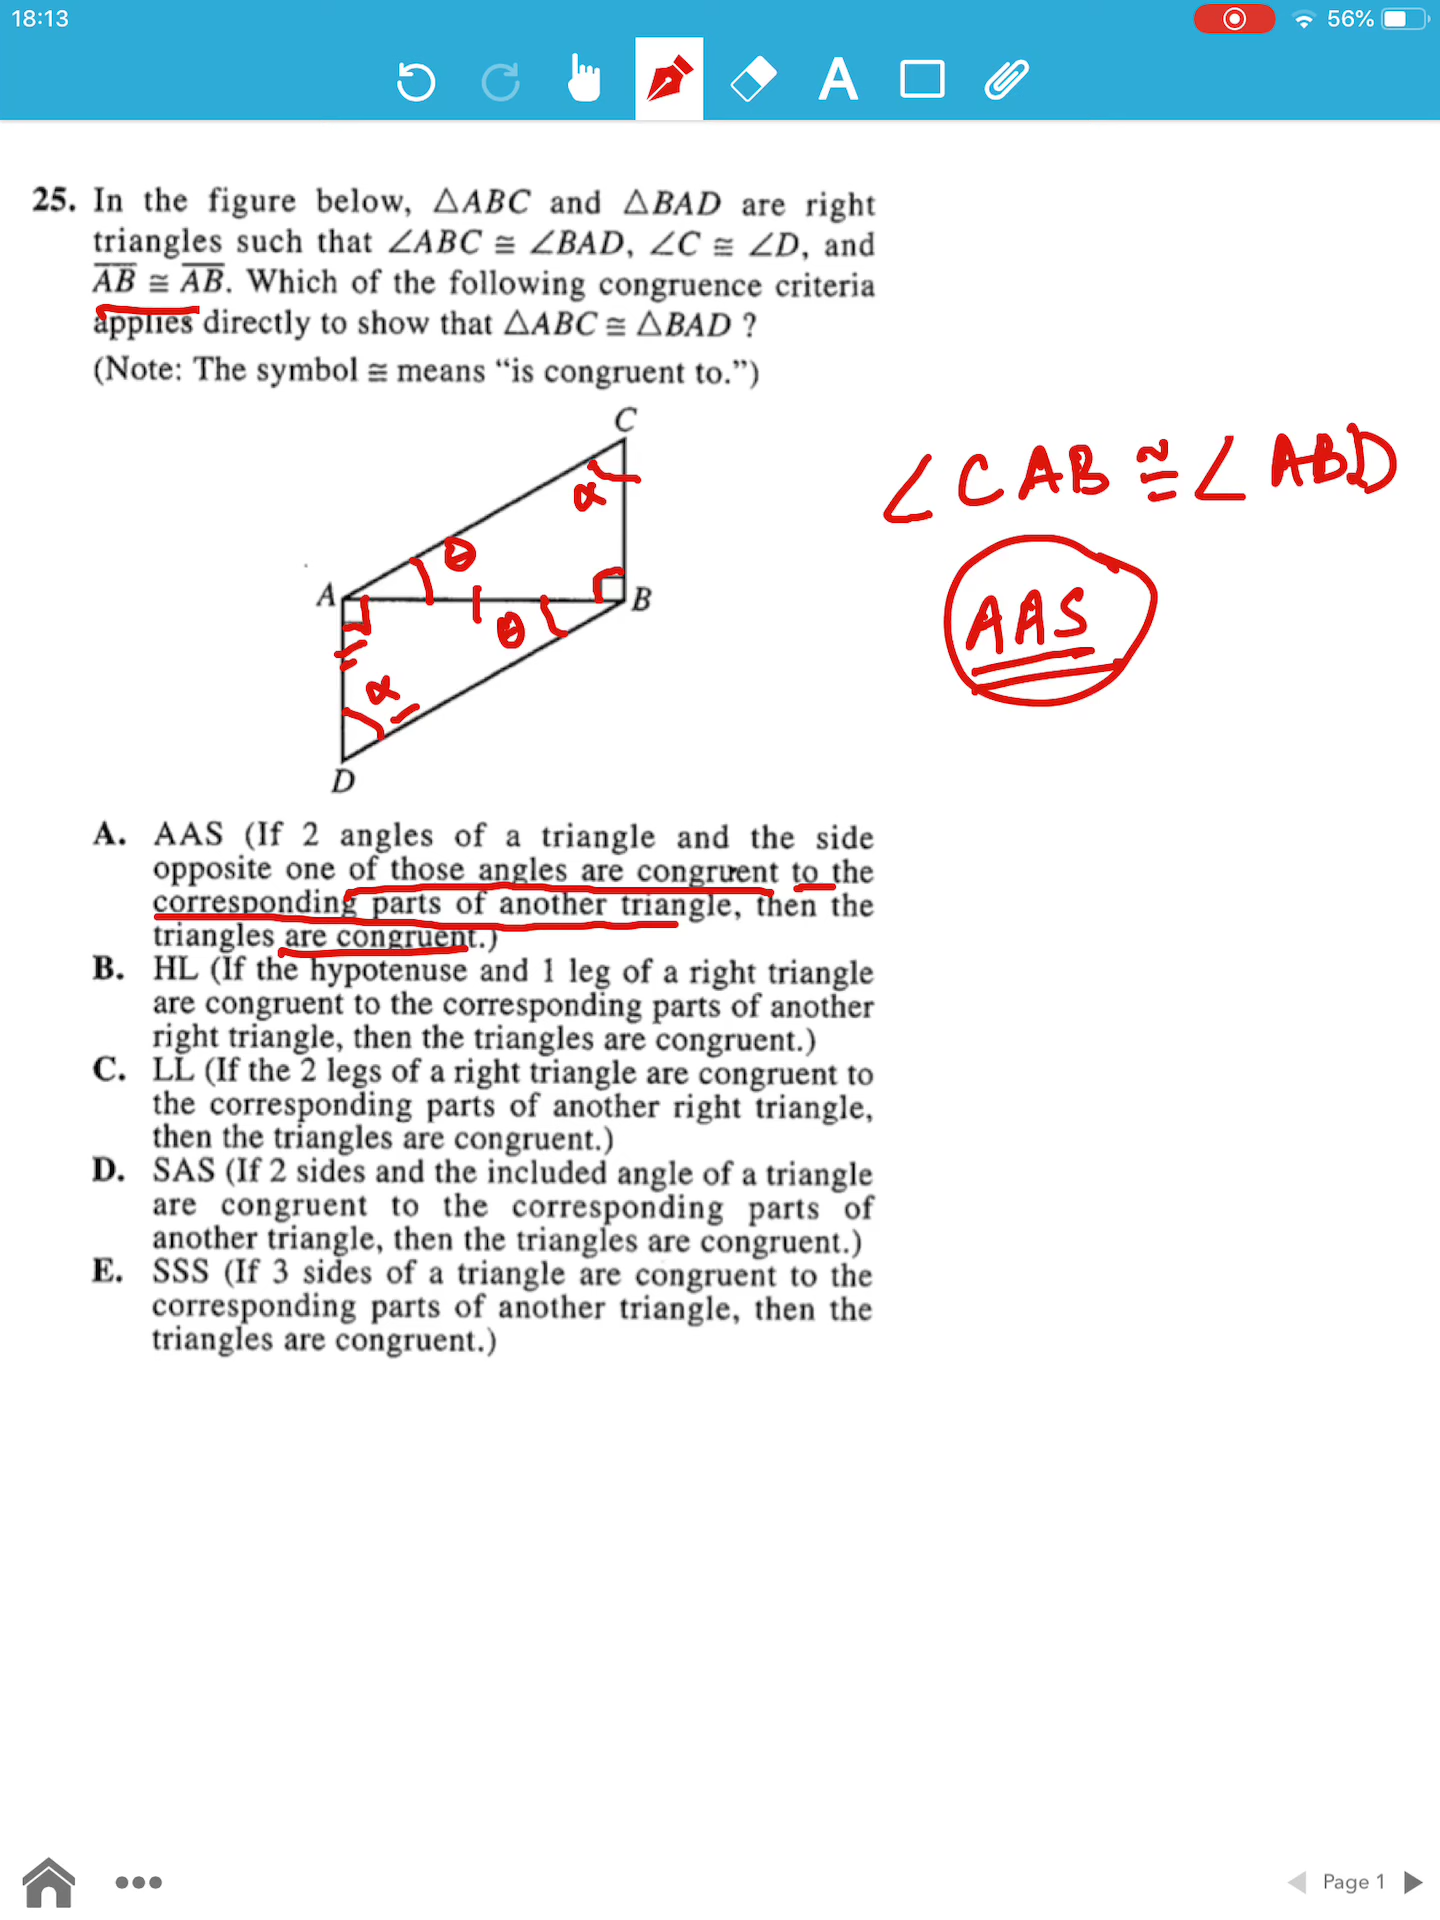 18:13
56%
A
25. In the figure below, △ABC and △BAD are right
triangles such that ∠ABC ≅ ∠BAD, ∠C ≅ ∠D, and
A̅B̅ ≅ A̅B̅. Which of the following congruence criteria
applies directly to show that △ABC ≅ △BAD ?
(Note: The symbol ≅ means “is congruent to.”)
C
∠CAB ≅ ∠ABD
α
θ
A
B
θ
AAS
α
D
A. AAS (If 2 angles of a triangle and the side
opposite one of those angles are congruent to the
corresponding parts of another triangle, then the
triangles are congruent.)
B. HL (If the hypotenuse and 1 leg of a right triangle
are congruent to the corresponding parts of another
right triangle, then the triangles are congruent.)
C. LL (If the 2 legs of a right triangle are congruent to
the corresponding parts of another right triangle,
then the triangles are congruent.)
D. SAS (If 2 sides and the included angle of a triangle
are congruent to the corresponding parts of
another triangle, then the triangles are congruent.)
E. SSS (If 3 sides of a triangle are congruent to the
corresponding parts of another triangle, then the
triangles are congruent.)
Page 1